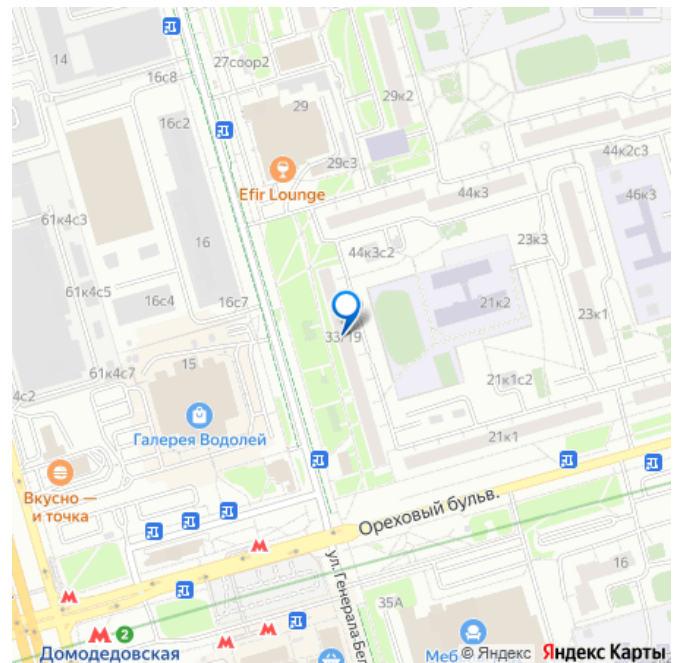 14
16с8
27соор2
29к2
16с2
29
44к2с3
29с3
Efir Lounge
44к3
46к3
61к4с3
16
44к3с2
23к3
61к4с5
16с4
16с7
21к2
23к1
33/19
15
61к4с7
21к1с2
4с2
Галерея Водолей
21к1
Вкусно —
и точка
Ореховый бульв.
ул. Генерала Бел
16
35А
2
Домодедовская
Меб
© Яндекс Яндекс Карты